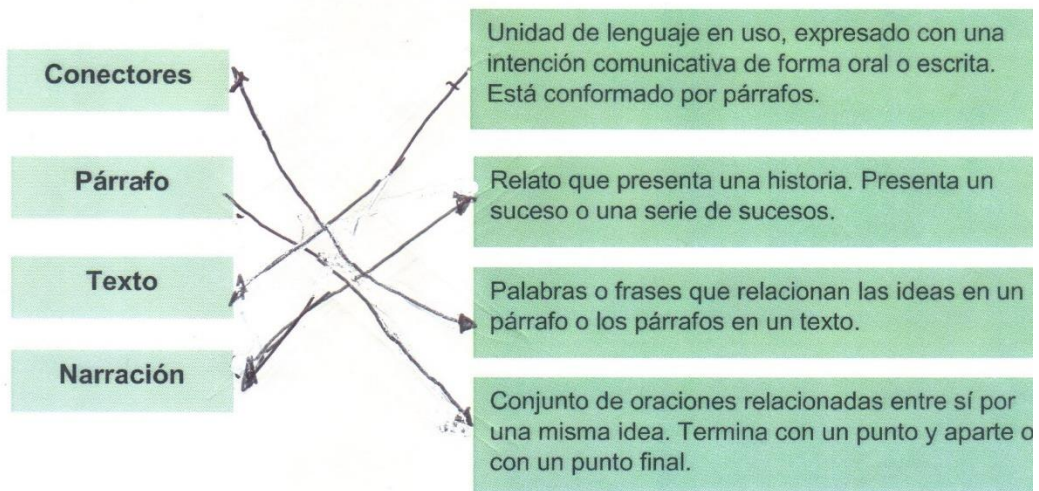 Conectores
Párrafo
Texto
Narración
Unidad de lenguaje en uso, expresado con una
intención comunicativa de forma oral o escrita.
Está conformado por párrafos.
Relato que presenta una historia. Presenta un
suceso o una serie de sucesos.
Palabras o frases que relacionan las ideas en un
párrafo o los párrafos en un texto.
Conjunto de oraciones relacionadas entre sí por
una misma idea. Termina con un punto y aparte o
con un punto final.